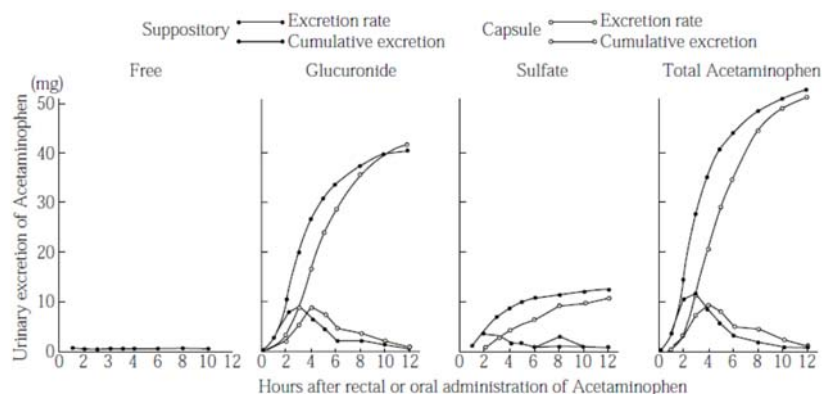 Suppository Excretion rate Capsule Excretion rate
Cumulative excretion Cumulative excretion
(mg) Free Glucuronide Sulfate Total Acetaminophen
Urinary excretion of Acetaminophen
50
40
30
20
10
0
0 2 4 6 8 10 12 0 2 4 6 8 10 12 0 2 4 6 8 10 12 0 2 4 6 8 10 12
Hours after rectal or oral administration of Acetaminophen